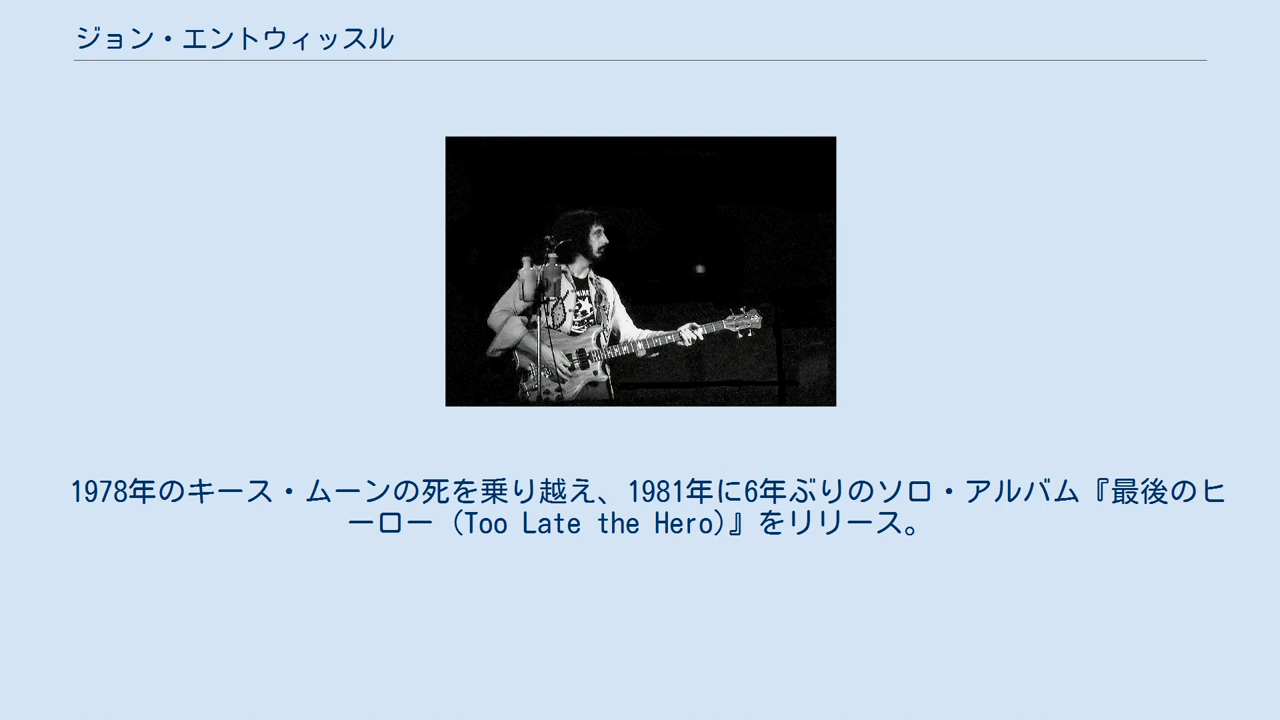 ジョン・エントウィッスル
1978年のキース・ムーンの死を乗り越え、1981年に6年ぶりのソロ・アルバム『最後のヒ
ーロー (Too Late the Hero)』をリリース。